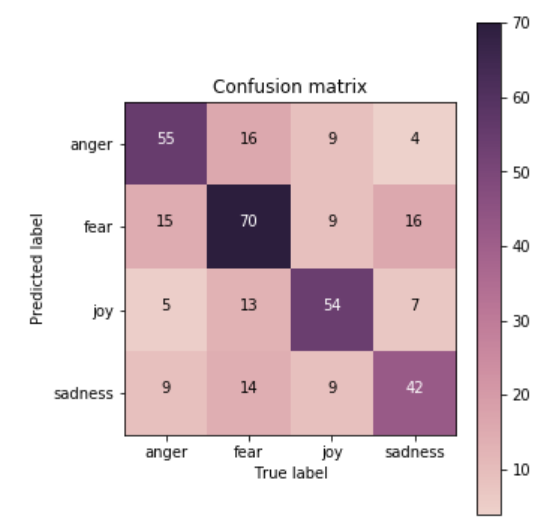 Confusion matrix
70
60
50
40
30
20
10
Predicted label
anger 55 16 9 4
fear 15 70 9 16
joy 5 13 54 7
sadness 9 14 9 42
anger fear joy sadness
True label